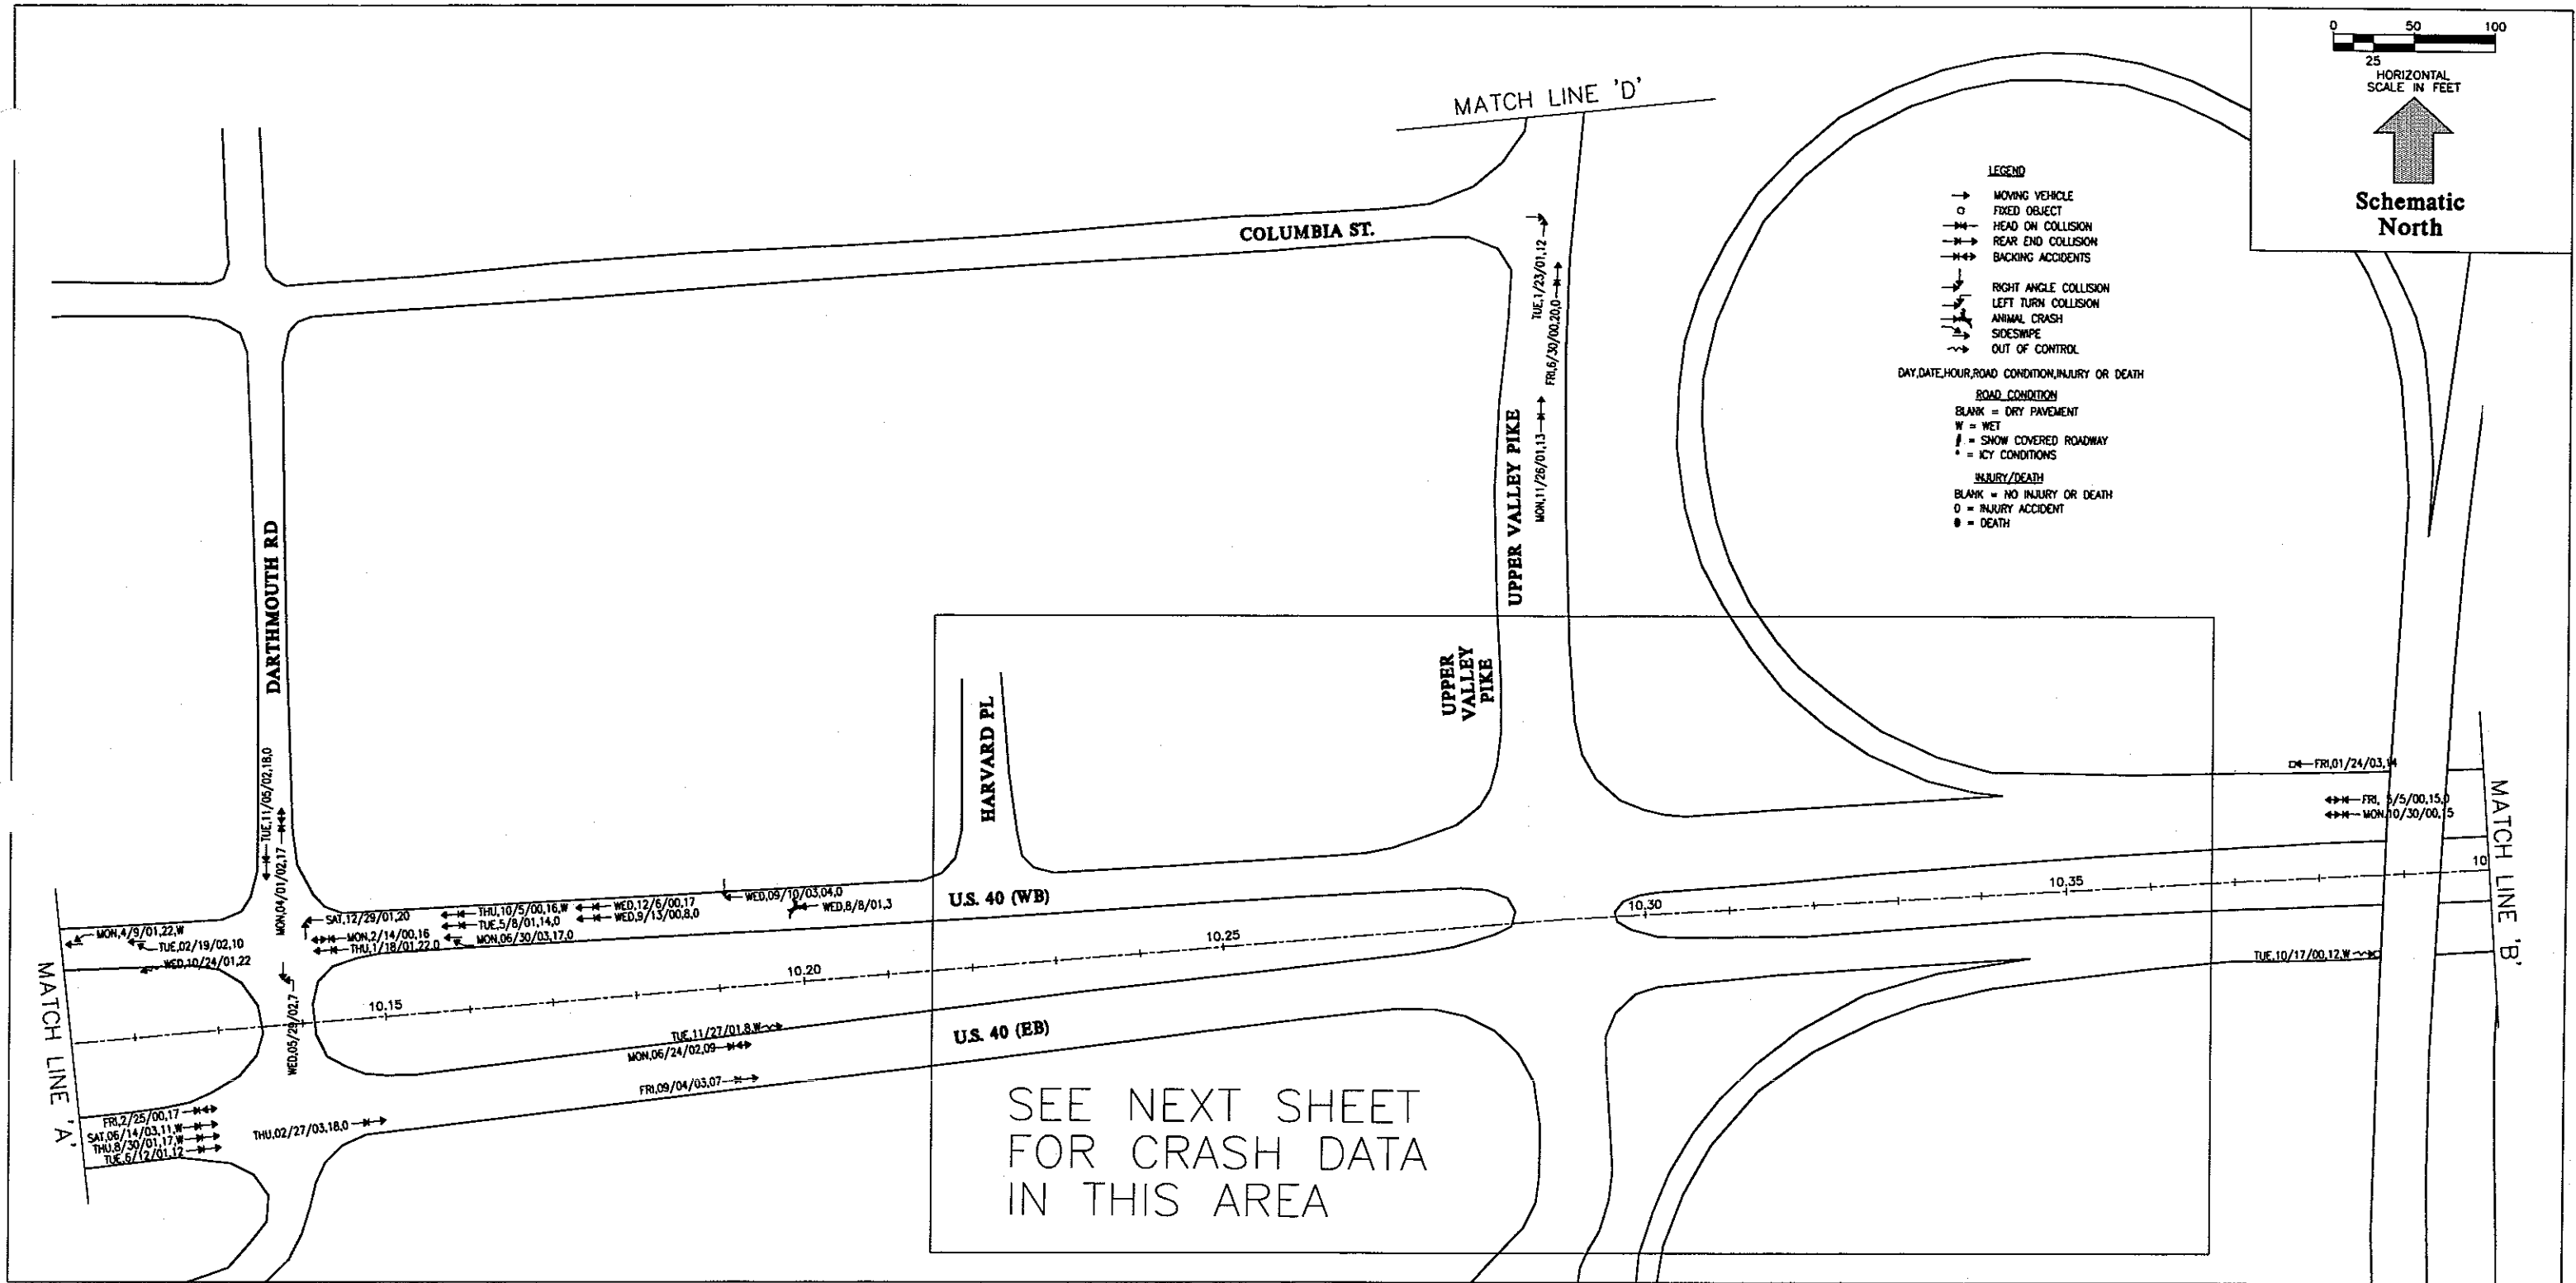 0 50 100
25
HORIZONTAL
SCALE IN FEET
Schematic
North
MATCH LINE 'D'
LEGEND
MOVING VEHICLE
FIXED OBJECT
HEAD ON COLLISION
REAR END COLLISION
BACKING ACCIDENTS
RIGHT ANGLE COLLISION
LEFT TURN COLLISION
ANIMAL CRASH
SIDESWIPE
OUT OF CONTROL
DAY,DATE,HOUR,ROAD CONDITION,INJURY OR DEATH
ROAD CONDITION
BLANK = DRY PAVEMENT
W = WET
= SNOW COVERED ROADWAY
* = ICY CONDITIONS
INJURY/DEATH
BLANK = NO INJURY OR DEATH
O = INJURY ACCIDENT
= DEATH
COLUMBIA ST.
TUE,1/23/01,12
FRI,6/30/00,20,0
MON,11/26/01,13
UPPER VALLEY PIKE
DARTHMOUTH RD
UPPER
VALLEY
PIKE
HARVARD PL
TUE,11/05/02,18,0
MON,04/01/02,17
FRI,01/24/03,14
FRI, 5/5/00,15,0
MON,10/30/00,15
MATCH LINE 'B'
SAT,12/29/01,20
THU,10/5/00,16,W
WED,12/6/00,17
WED,09/10/03,04,0
WED,8/8/01,3
TUE,5/8/01,14,0
WED,9/13/00,8,0
U.S. 40 (WB)
MON,4/9/01,22,W
TUE,02/19/02,10
MON,2/14/00,16
MON,06/30/03,17,0
THU,1/18/01,22,0
WED,10/24/01,22
10.15
10.20
10.25
10.30
10.35
10
TUE,10/17/00,12,W
MATCH LINE 'A'
WED,05/29/02,7
TUE,11/27/01,8,W
MON,06/24/02,09
FRI,09/04/03,07
U.S. 40 (EB)
FRI,2/25/00,17
SAT,06/14/03,11,W
THU,8/30/01,17,W
TUE,6/12/01,12
THU,02/27/03,18,0
SEE NEXT SHEET
FOR CRASH DATA
IN THIS AREA